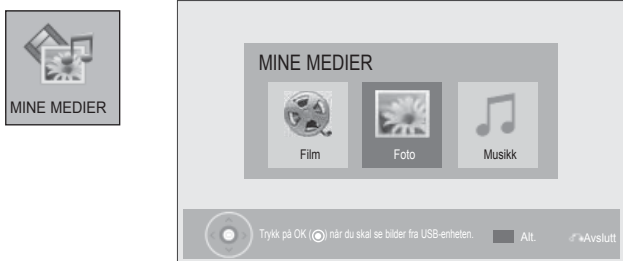 MINE MEDIER
MINE MEDIER
Film Foto Musikk
Trykk på OK (◉) når du skal se bilder fra USB-enheten. Alt. Avslutt